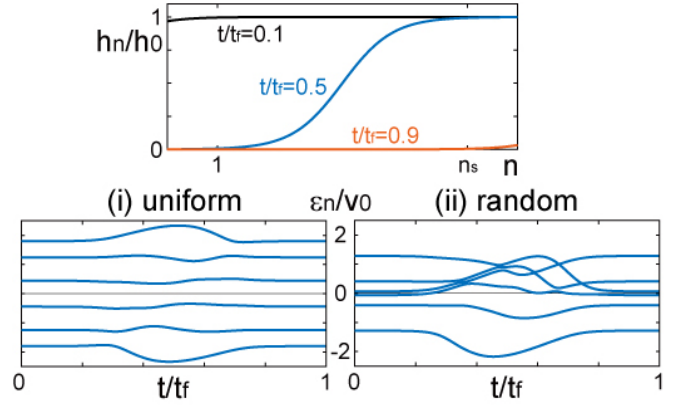 1
hn/h0
t/tf=0.1
t/tf=0.5
t/tf=0.9
0
1
ns
n
(i) uniform
εn/v0
(ii) random
2
0
-2
0
t/tf
1
0
t/tf
1